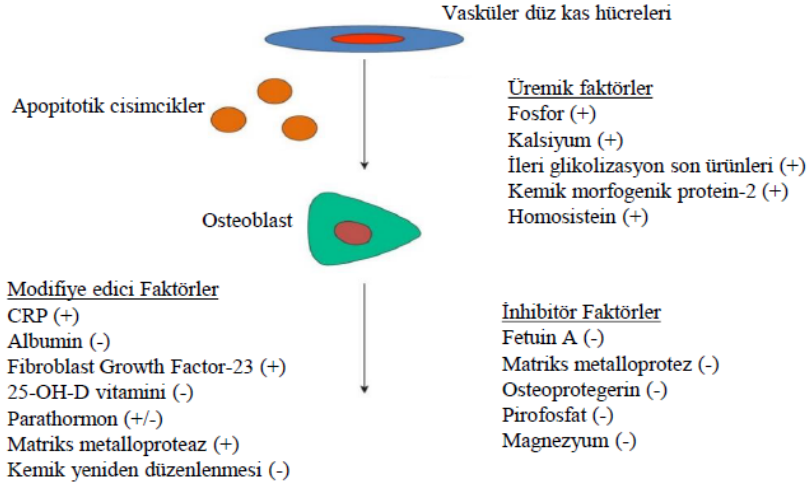 Vasküler düz kas hücreleri
Apopitotik cisimcikler
Üremik faktörler
Fosfor (+)
Kalsiyum (+)
İleri glikolizasyon son ürünleri (+)
Kemik morfogenik protein-2 (+)
Homosistein (+)
Osteoblast
Modifiye edici Faktörler
CRP (+)
Albumin (-)
Fibroblast Growth Factor-23 (+)
25-OH-D vitamini (-)
Parathormon (+/-)
Matriks metalloproteaz (+)
Kemik yeniden düzenlenmesi (-)
İnhibitör Faktörler
Fetuin A (-)
Matriks metalloprotez (-)
Osteoprotegerin (-)
Pirofosfat (-)
Magnezyum (-)